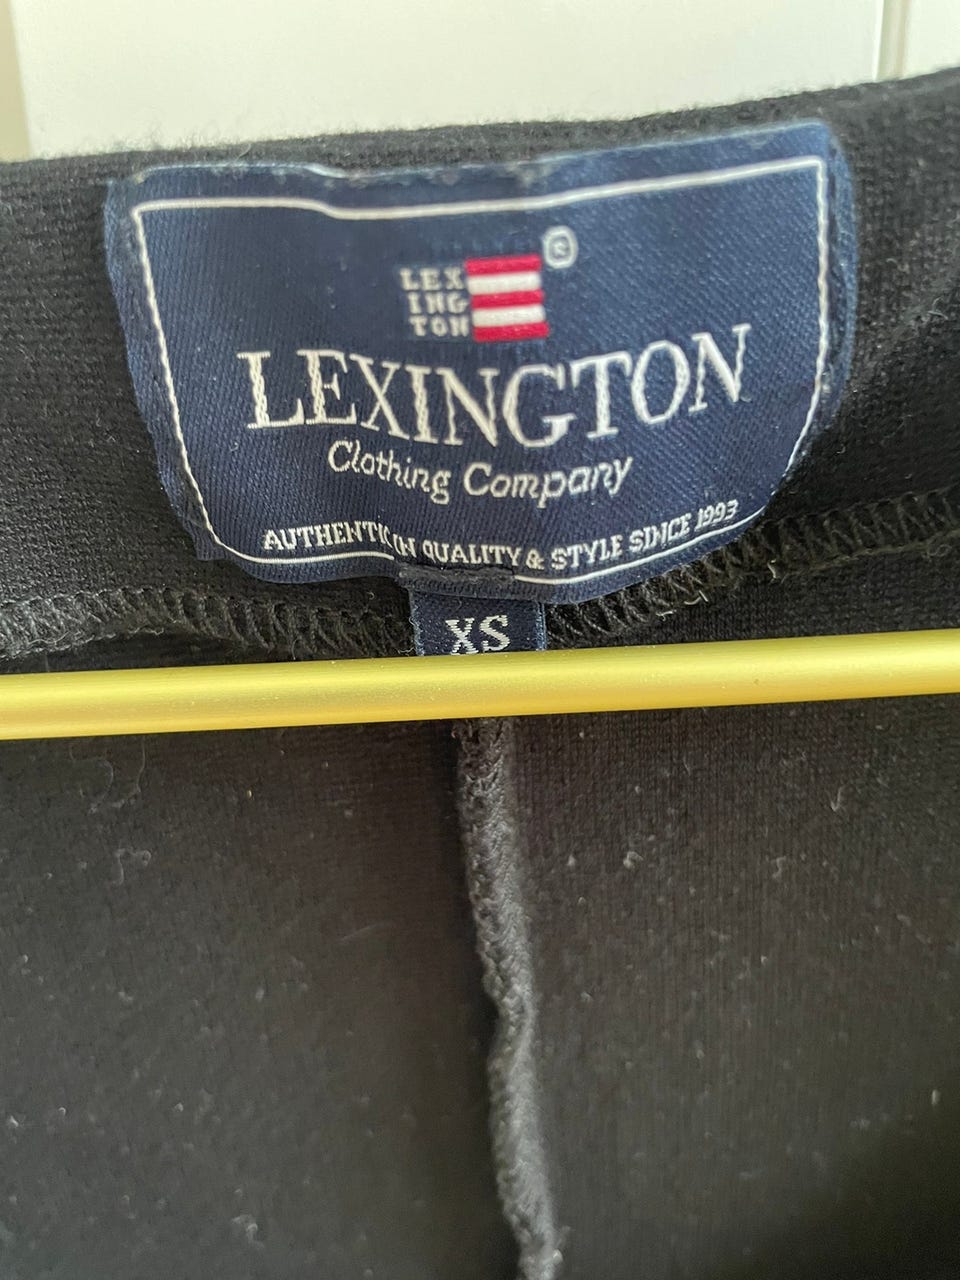 LEX
ING
TON
®
LEXINGTON
Clothing Company
AUTHENTIC IN QUALITY & STYLE SINCE 1993
XS